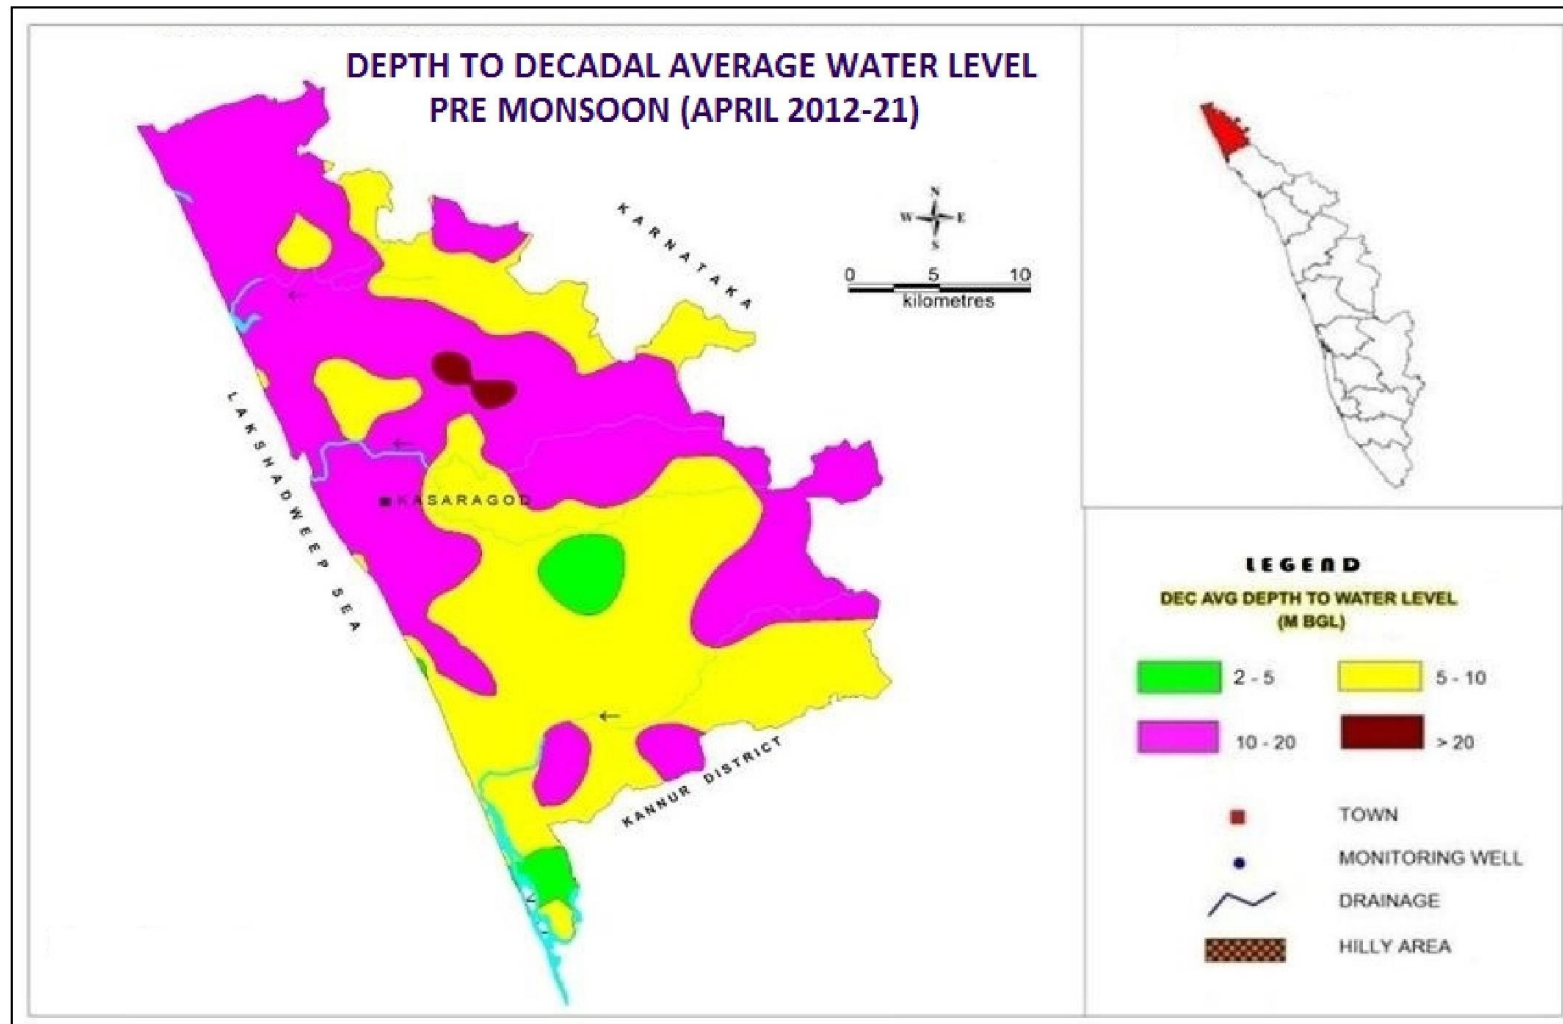 DEPTH TO DECADAL AVERAGE WATER LEVEL
PRE MONSOON (APRIL 2012-21)
KARNATAKA
N
W E
S
0 5 10
kilometres
LAKSHADWEEP SEA
KASARAGOD
KANNUR DISTRICT
LEGEND
DEC AVG DEPTH TO WATER LEVEL
(M BGL)
2 - 5 5 - 10
10 - 20 > 20
TOWN
MONITORING WELL
DRAINAGE
HILLY AREA